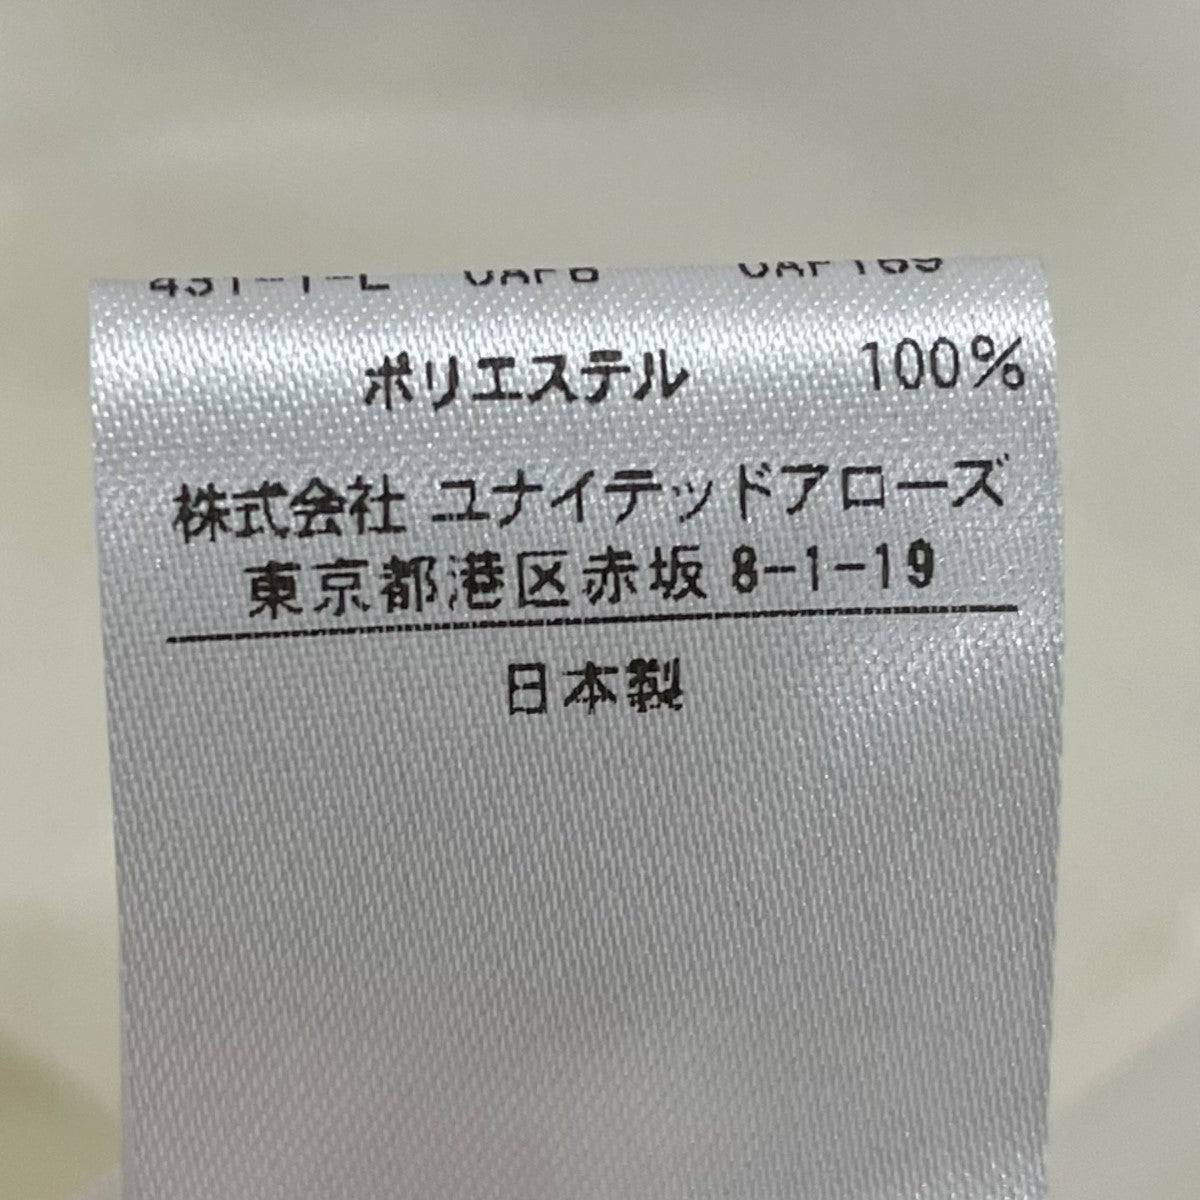 ポリエステル 100%
株式会社 ユナイテッドアローズ
東京都港区赤坂 8-1-19
日本製